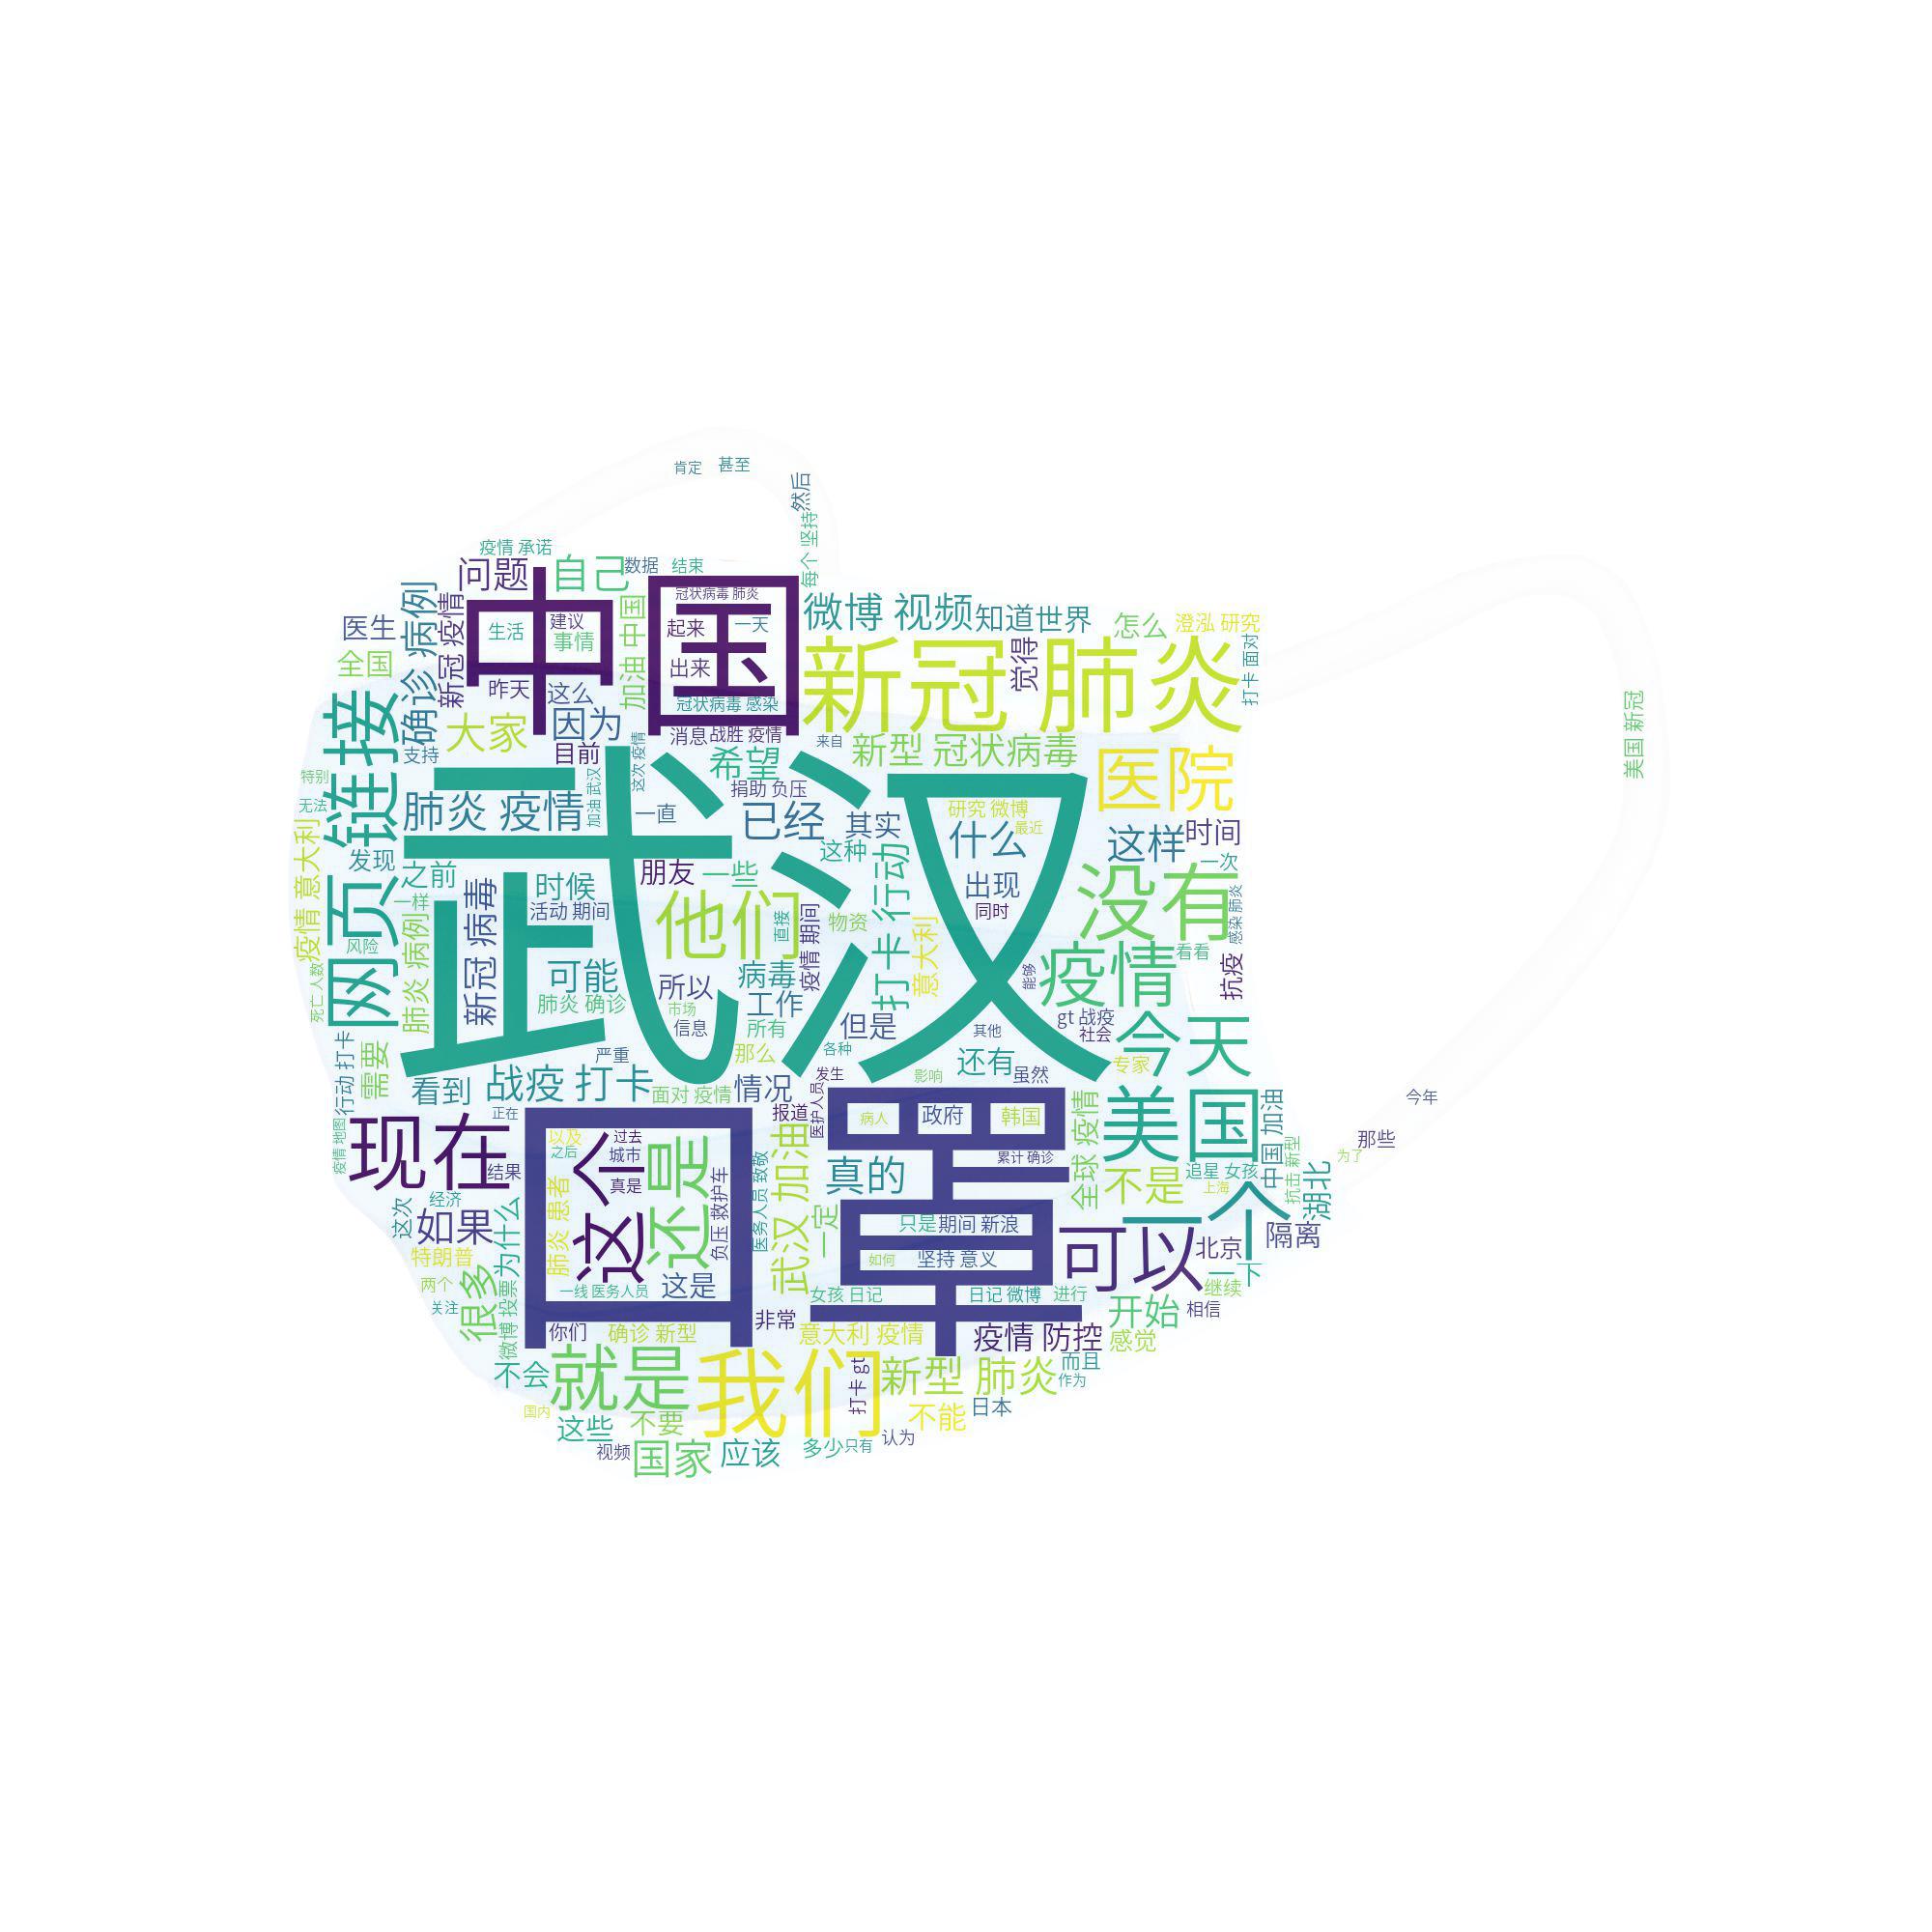 肯定
甚至
然后
每个 坚持
疫情 承诺
问题
自己
数据
结束
医生
确诊 病例
新冠 疫情
中国
建议
生活
事情
加油 中国
冠状病毒 肺炎
起来
一天
出来
冠状病毒 感染
微博 视频
知道
世界
怎么
澄泓 研究
打卡 面对
美国 新冠
全国
昨天
这么
新冠 肺炎
觉得
链接
大家
因为
目前
支持
消息
战胜 疫情
来自
新型 冠状病毒
医院
这次 疫情
希望
捐助 负压
特别
无法
肺炎 疫情
加油 武汉
一直
武汉
已经
其实
研究 微博
最近
什么
这样
时间
疫情 意大利
发现
之前
一样
时候
活动 期间
朋友
一些
这种
打卡 行动
出现
同时
一次
没有
感染 肺炎
网页
风险
肺炎 病例
新冠 病毒
他们
直接
疫情 期间
物资
意大利
疫情
看看
抗疫
死亡 人数
可能
肺炎 确诊
所以
市场
信息
病毒
工作
所有
但是
能够
gt 战疫
社会
其他
今天
行动 打卡
需要
严重
那么
各种
还有
专家
看到
战疫 打卡
面对 疫情
情况
发生
影响
虽然
美国
今年
疫情 地图
现在
正在
口罩
以及
之后
过去
城市
真是
这个
还是
报道
医护人员
病人
政府
韩国
全球 疫情
中国 加油
那些
为了
结果
肺炎 患者
负压 救护车
医务人员 致敬
武汉 加油
真的
累计 确诊
不是
追星 女孩
上海
抗击 新型
湖北
这次
经济
如果
为什么
一定
只是
期间 新浪
一个
隔离
特朗普
一线 医务人员
这是
如何
坚持 意义
可以
北京
一下
两个
关注
很多
微博 投票
女孩 日记
日记 微博
进行
继续
开始
相信
你们
确诊 新型
非常
意大利 疫情
疫情 防控
感觉
不会
就是
我们
打卡 gt
新型 肺炎
而且
作为
国内
这些
不要
不能
日本
视频
国家
应该
多少
只有
认为